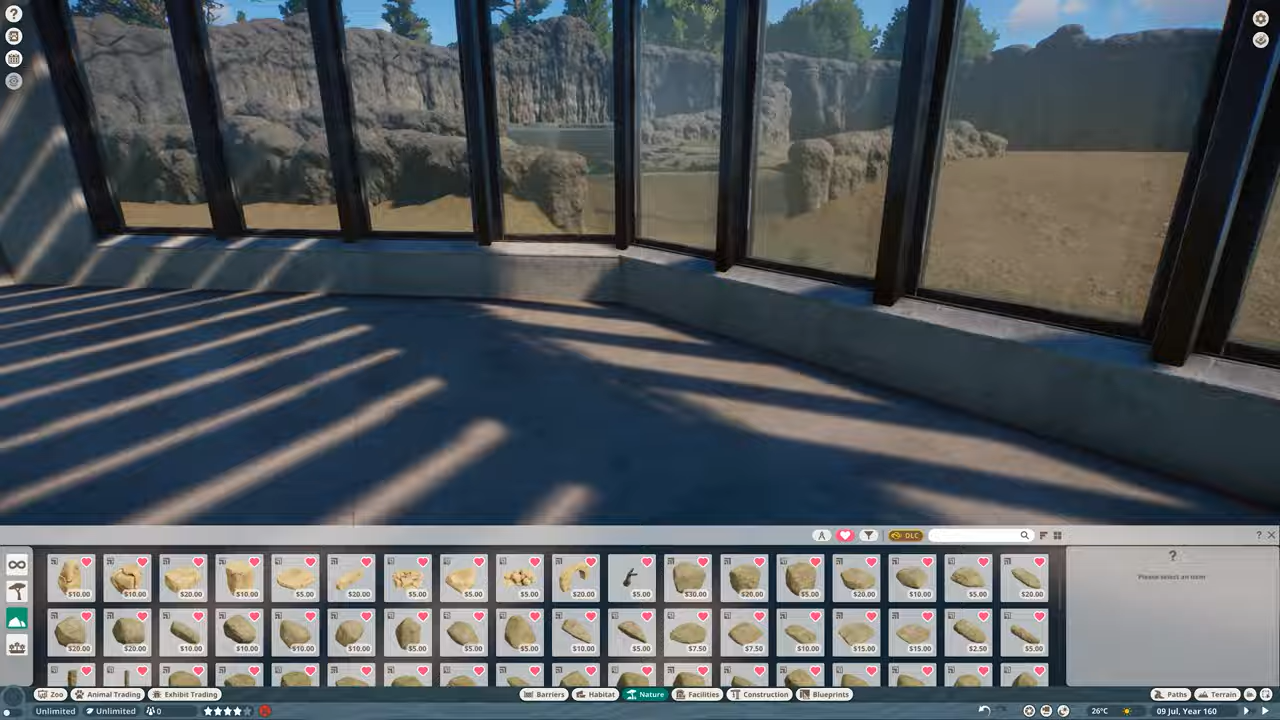 DLC
?
?
Please select an item
$10.00 $10.00 $20.00 $10.00 $5.00 $20.00 $5.00 $5.00 $5.00 $20.00 $5.00 $30.00 $20.00 $5.00 $20.00 $10.00 $5.00 $20.00
$20.00 $20.00 $10.00 $10.00 $10.00 $10.00 $5.00 $5.00 $5.00 $10.00 $5.00 $7.50 $7.50 $10.00 $15.00 $15.00 $2.50 $5.00
Zoo Animal Trading Exhibit Trading Barriers Habitat Nature Facilities Construction Blueprints Paths Terrain
Unlimited Unlimited 0 26°C 09 Jul, Year 160